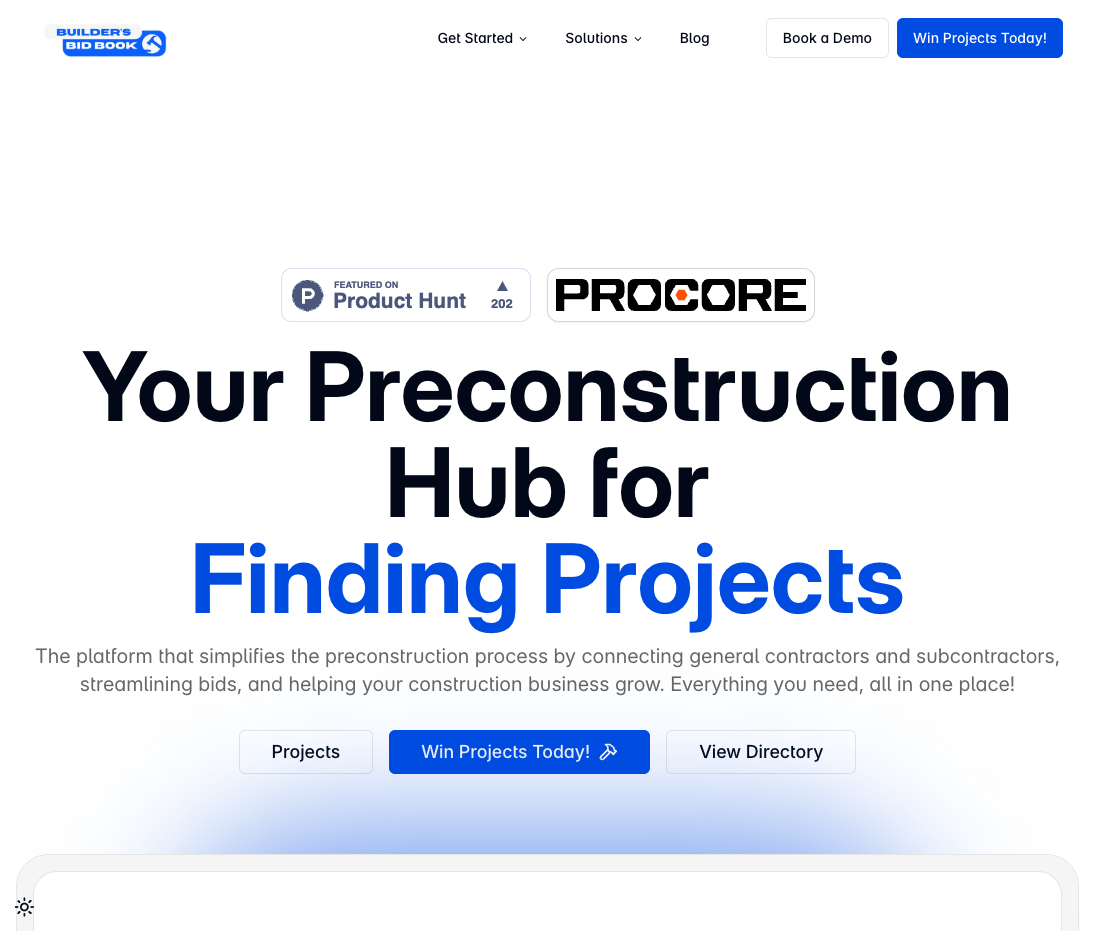 BUILDER'S
BID BOOK
Get Started
Solutions
Blog
Book a Demo
Win Projects Today!
FEATURED ON
Product Hunt
202
PROCORE
Your Preconstruction
Hub for
Finding Projects
The platform that simplifies the preconstruction process by connecting general contractors and subcontractors,
streamlining bids, and helping your construction business grow. Everything you need, all in one place!
Projects
Win Projects Today!
View Directory